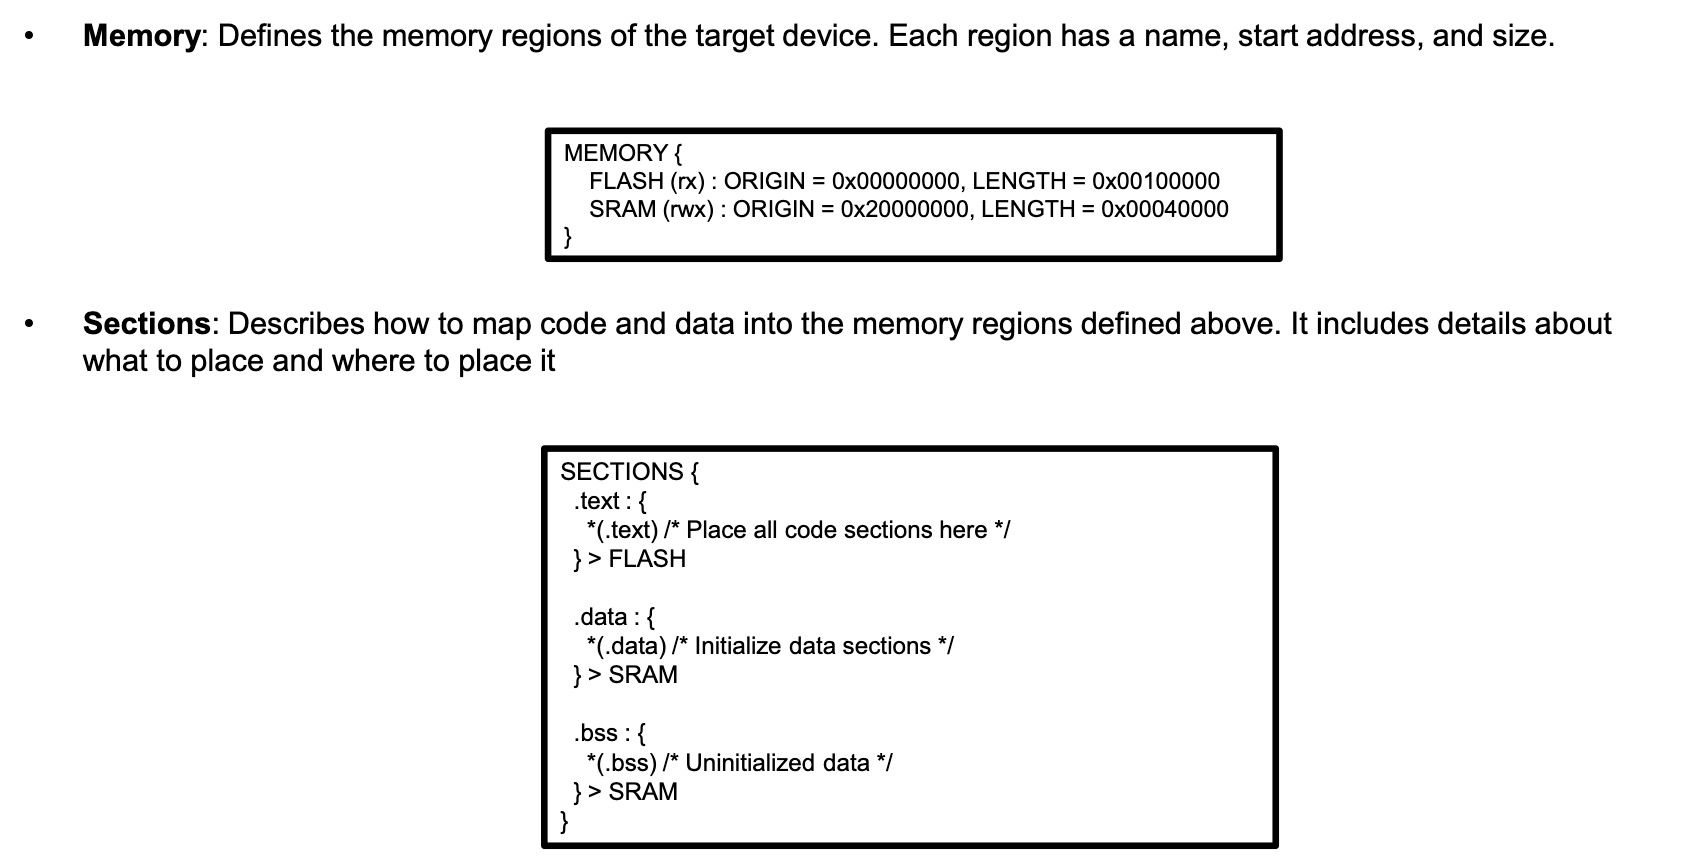 • Memory: Defines the memory regions of the target device. Each region has a name, start address, and size.
MEMORY {
FLASH (rx) : ORIGIN = 0x00000000, LENGTH = 0x00100000
SRAM (rwx) : ORIGIN = 0x20000000, LENGTH = 0x00040000
}
• Sections: Describes how to map code and data into the memory regions defined above. It includes details about
what to place and where to place it
SECTIONS {
.text : {
*(.text) /* Place all code sections here */
} > FLASH
.data : {
*(.data) /* Initialize data sections */
} > SRAM
.bss : {
*(.bss) /* Uninitialized data */
} > SRAM
}